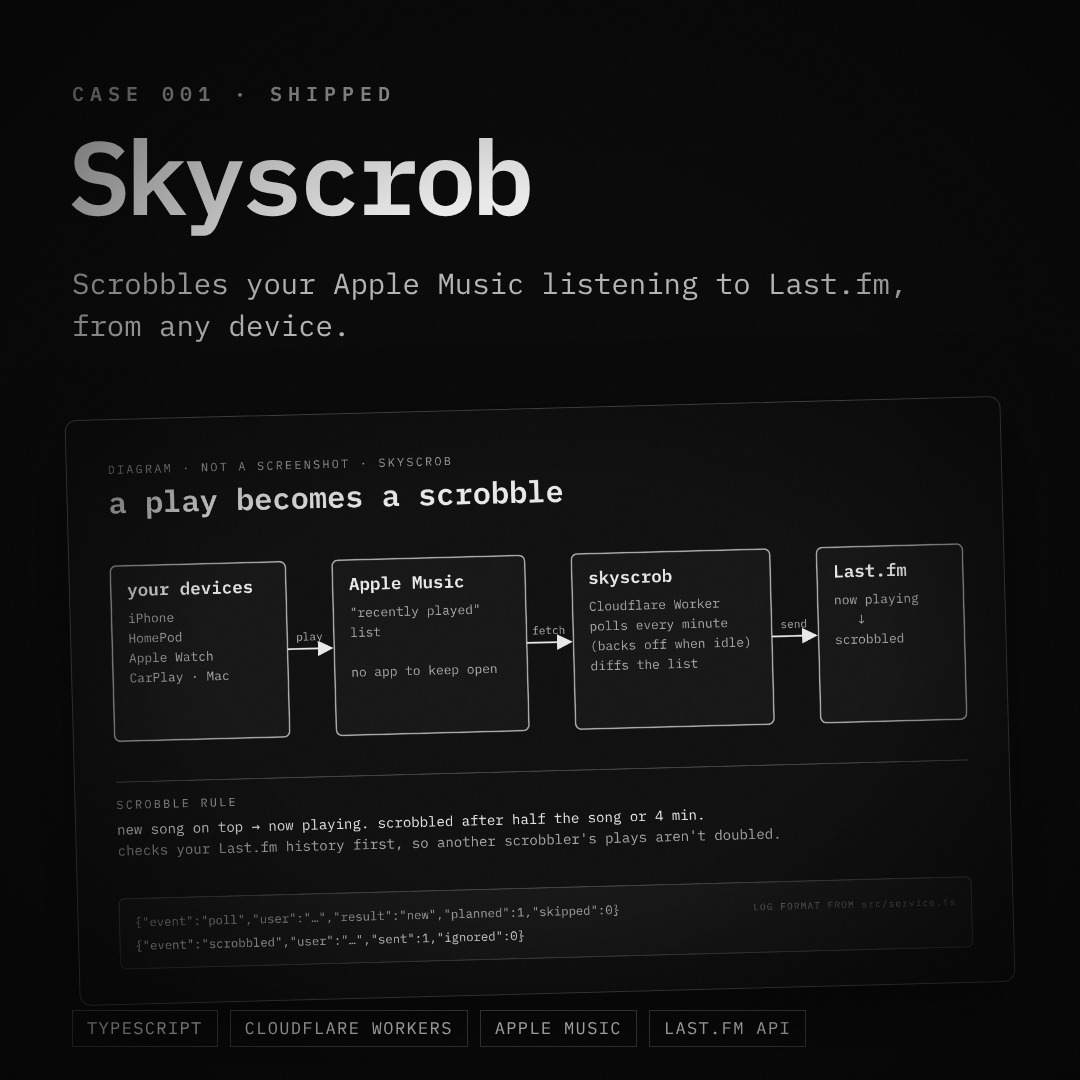 CASE 001 · SHIPPED
Skyscrob
Scrobbles your Apple Music listening to Last.fm,
from any device.
DIAGRAM · NOT A SCREENSHOT · SKYSCROB
a play becomes a scrobble
your devices
iPhone
HomePod
Apple Watch
CarPlay · Mac
play
Apple Music
"recently played"
list
no app to keep open
fetch
skyscrob
Cloudflare Worker
polls every minute
(backs off when idle)
diffs the list
send
Last.fm
now playing
↓
scrobbled
SCROBBLE RULE
new song on top → now playing. scrobbled after half the song or 4 min.
checks your Last.fm history first, so another scrobbler's plays aren't doubled.
{"event":"poll","user":"…","result":"new","planned":1,"skipped":0}
LOG FORMAT FROM src/service.ts
{"event":"scrobbled","user":"…","sent":1,"ignored":0}
TYPESCRIPT
CLOUDFLARE WORKERS
APPLE MUSIC
LAST.FM API